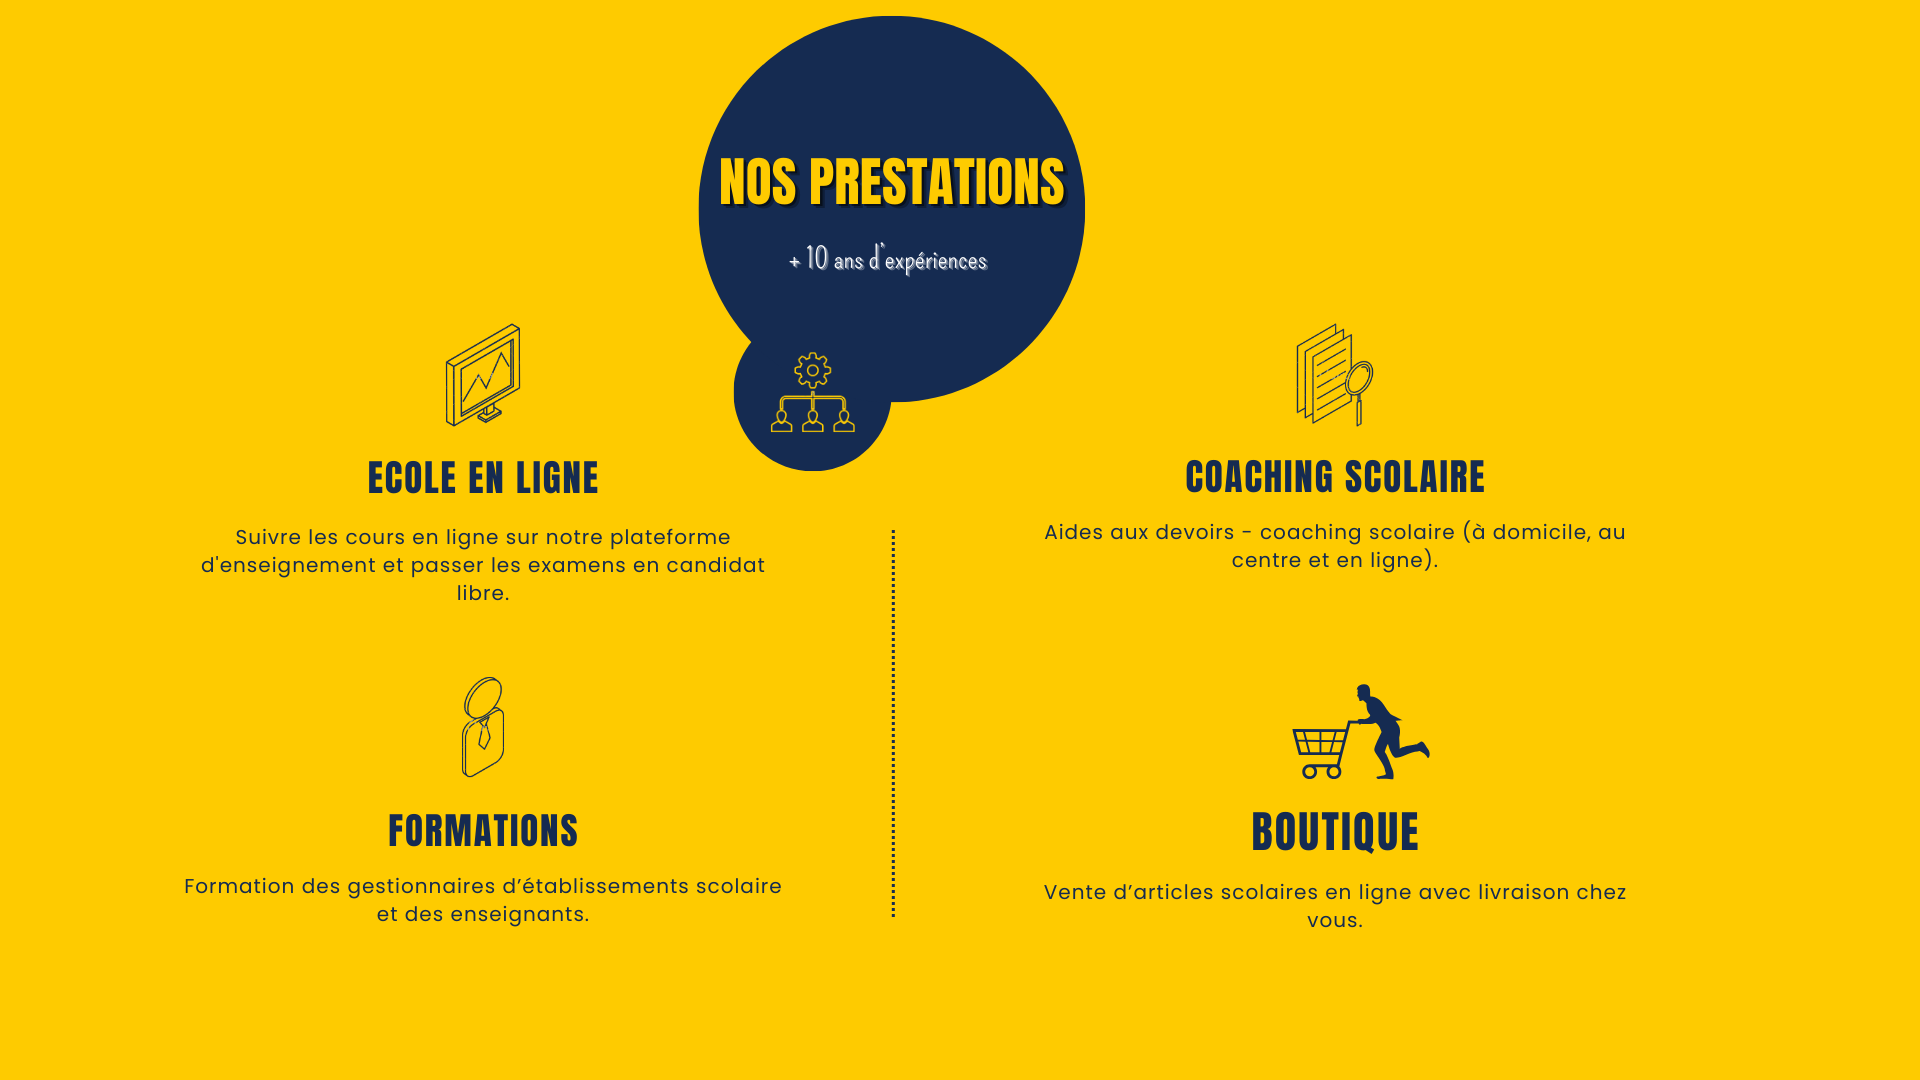 NOS PRESTATIONS
+ 10 ans d'expériences
ECOLE EN LIGNE
Suivre les cours en ligne sur notre plateforme
d'enseignement et passer les examens en candidat
libre.
COACHING SCOLAIRE
Aides aux devoirs - coaching scolaire (à domicile, au
centre et en ligne).
FORMATIONS
Formation des gestionnaires d’établissements scolaire
et des enseignants.
BOUTIQUE
Vente d’articles scolaires en ligne avec livraison chez
vous.